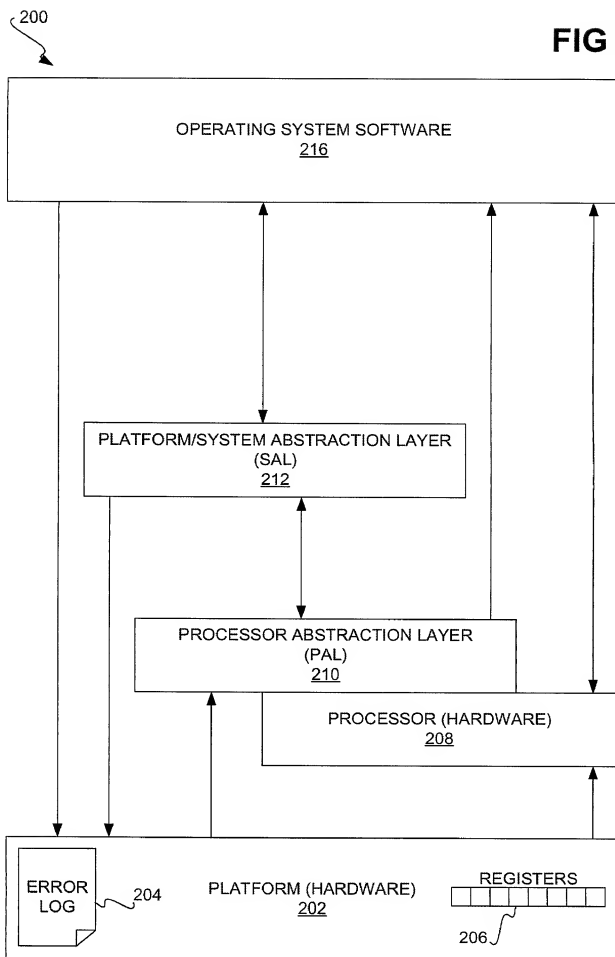 200
FIG
OPERATING SYSTEM SOFTWARE
216
PLATFORM/SYSTEM ABSTRACTION LAYER
(SAL)
212
PROCESSOR ABSTRACTION LAYER
(PAL)
210
PROCESSOR (HARDWARE)
208
ERROR
LOG
204
PLATFORM (HARDWARE)
202
REGISTERS
206